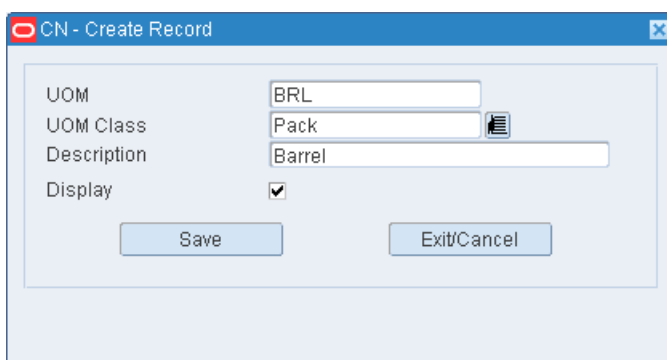 CN - Create Record
UOM BRL
UOM Class Pack
Description Barrel
Display
Save Exit/Cancel